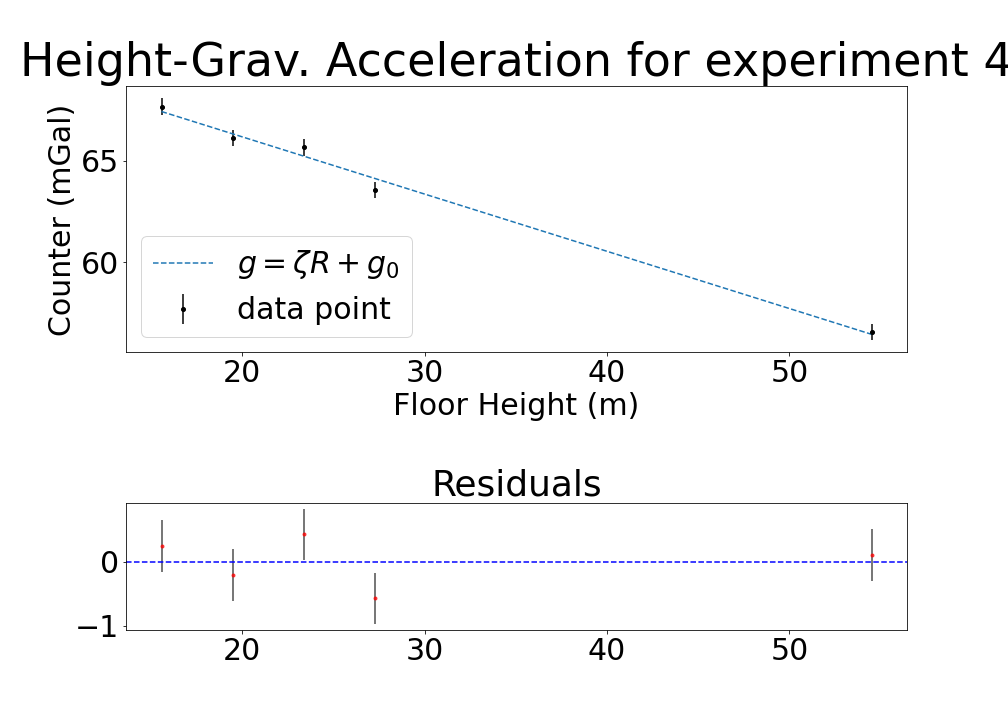 Height-Grav. Acceleration for experiment 4
Counter (mGal)
65
60
g = ζR + g₀
data point
20 30 40 50
Floor Height (m)
Residuals
0
−1
20 30 40 50